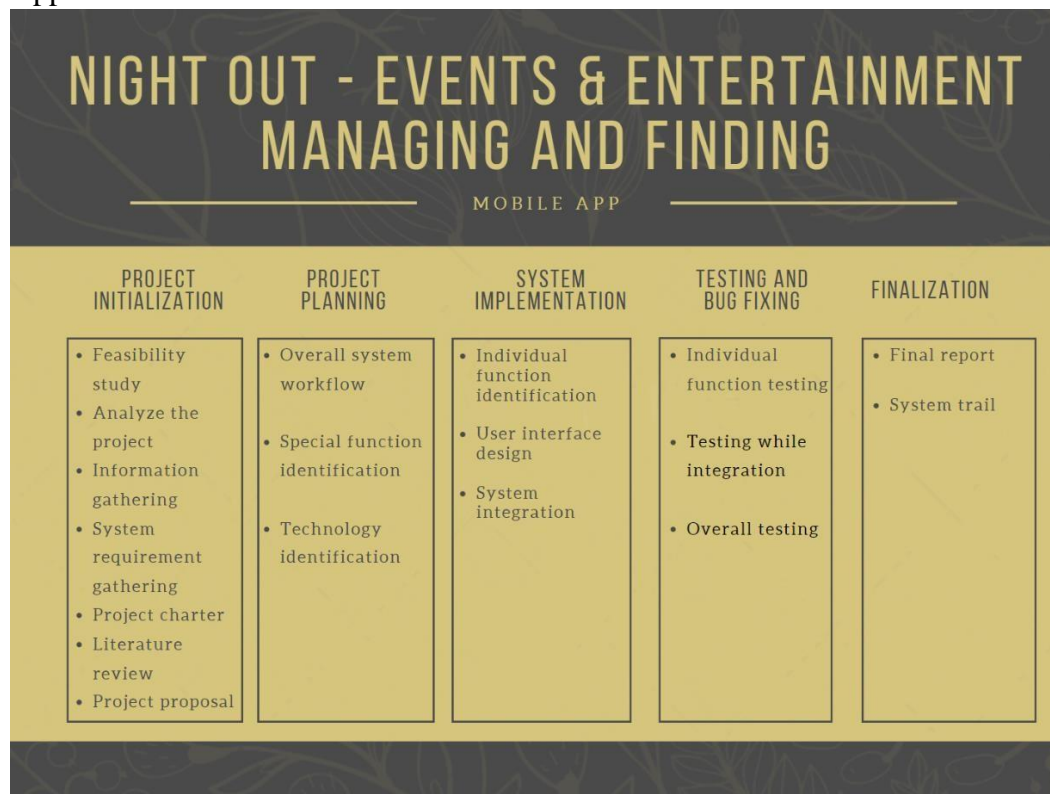 NIGHT OUT - EVENTS & ENTERTAINMENT
MANAGING AND FINDING
MOBILE APP
PROJECT
INITIALIZATION
• Feasibility
study
• Analyze the
project
• Information
gathering
• System
requirement
gathering
• Project charter
• Literature
review
• Project proposal
PROJECT
PLANNING
• Overall system
workflow
• Special function
identification
• Technology
identification
SYSTEM
IMPLEMENTATION
• Individual
function
identification
• User interface
design
• System
integration
TESTING AND
BUG FIXING
• Individual
function testing
• Testing while
integration
• Overall testing
FINALIZATION
• Final report
• System trail